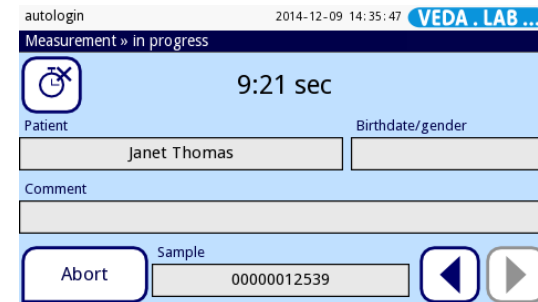 autologin 2014-12-09 14:35:47 VEDA.LAB...
Measurement » in progress
9:21 sec
Patient Birthdate/gender
Janet Thomas
Comment
Sample
Abort 00000012539